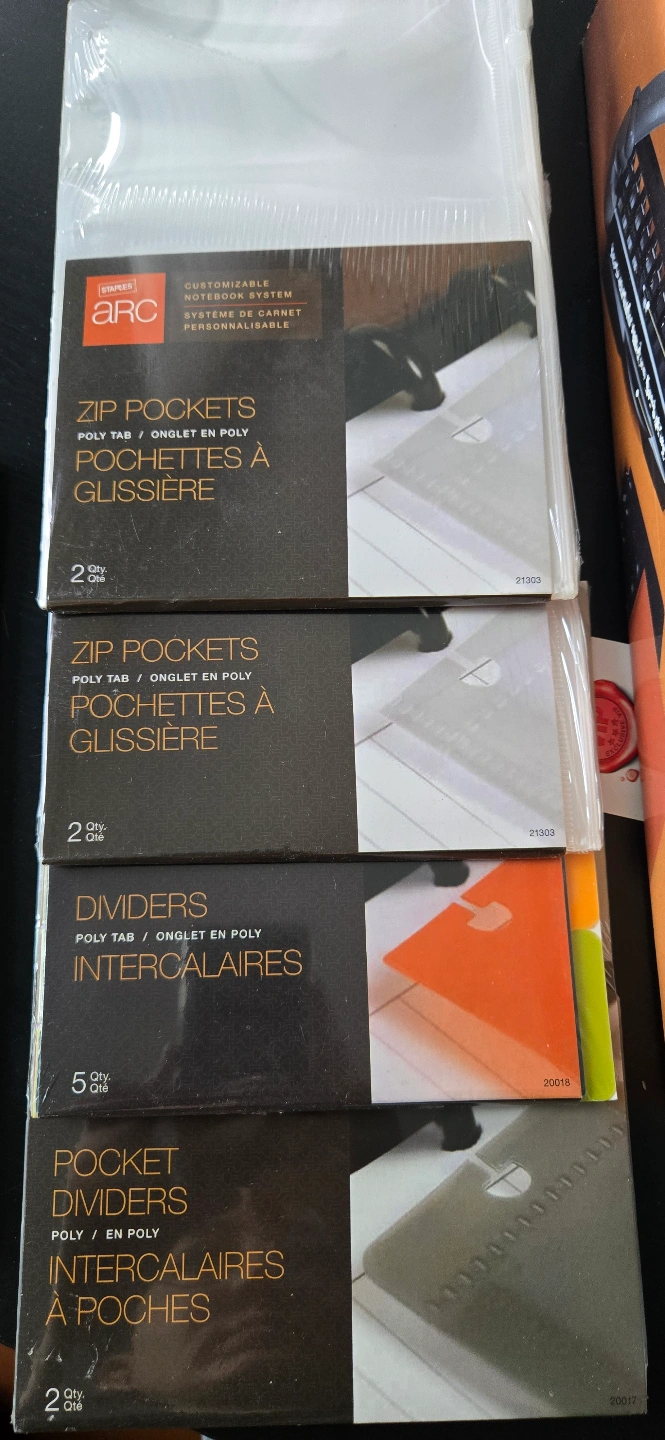 STAPLES
arc
CUSTOMIZABLE
NOTEBOOK SYSTEM
SYSTÈME DE CARNET
PERSONNALISABLE
ZIP POCKETS
POLY TAB / ONGLET EN POLY
POCHETTES À
GLISSIÈRE
2 Qty.
Qté
21303
ZIP POCKETS
POLY TAB / ONGLET EN POLY
POCHETTES À
GLISSIÈRE
2 Qty.
Qté
21303
DIVIDERS
POLY TAB / ONGLET EN POLY
INTERCALAIRES
5 Qty.
Qté
20018
POCKET
DIVIDERS
POLY / EN POLY
INTERCALAIRES
À POCHES
2 Qty.
Qté
20017